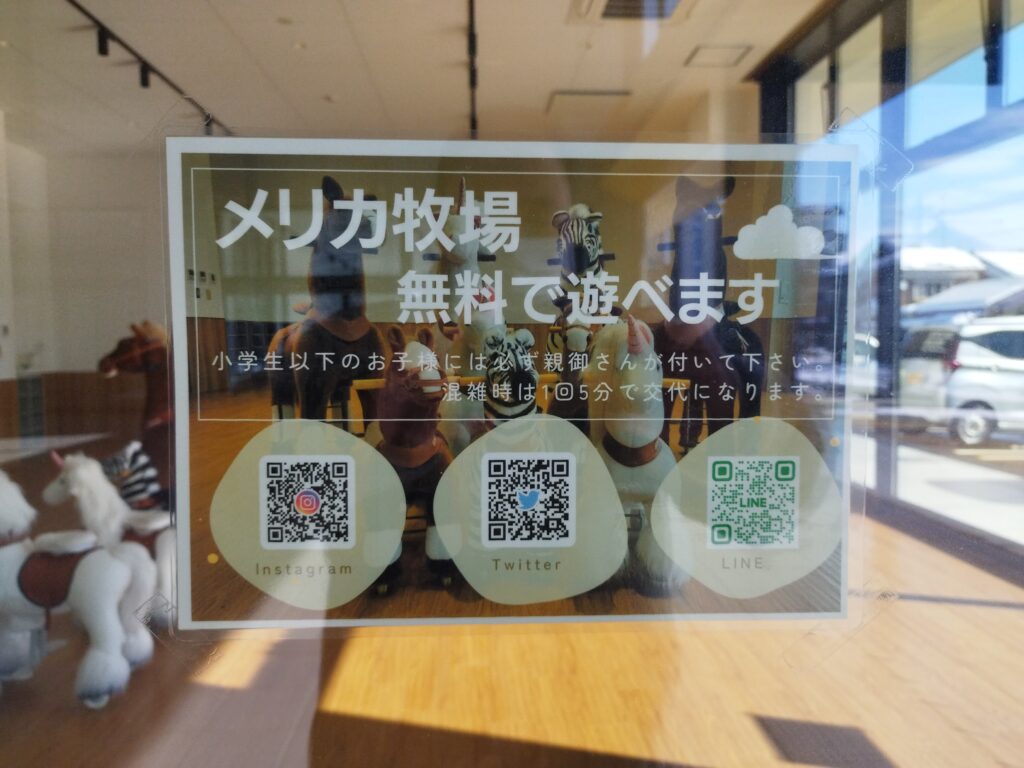 メリカ牧場
無料で遊べます
小学生以下のお子様には必ず親御さんが付いて下さい。
混雑時は1回5分で交代になります。
LINE
Instagram
Twitter
LINE